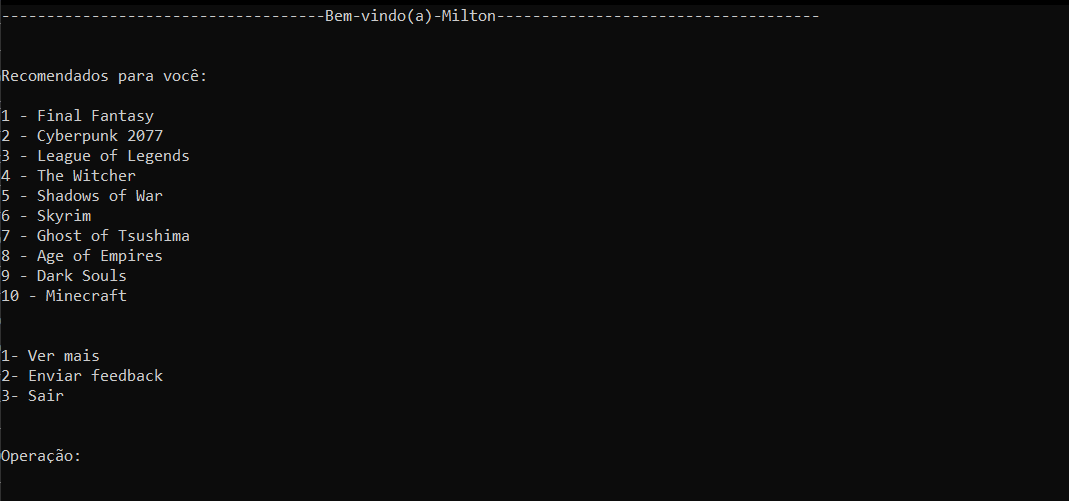 ------------------------------------Bem-vindo(a)-Milton------------------------------------
Recomendados para você:
1 - Final Fantasy
2 - Cyberpunk 2077
3 - League of Legends
4 - The Witcher
5 - Shadows of War
6 - Skyrim
7 - Ghost of Tsushima
8 - Age of Empires
9 - Dark Souls
10 - Minecraft
1- Ver mais
2- Enviar feedback
3- Sair
Operação: